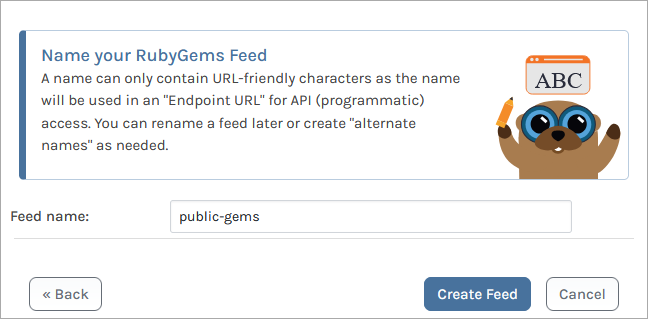 Name your RubyGems Feed
A name can only contain URL-friendly characters as the name
will be used in an "Endpoint URL" for API (programmatic)
access. You can rename a feed later or create "alternate
names" as needed.
ABC
Feed name:
public-gems
« Back
Create Feed
Cancel